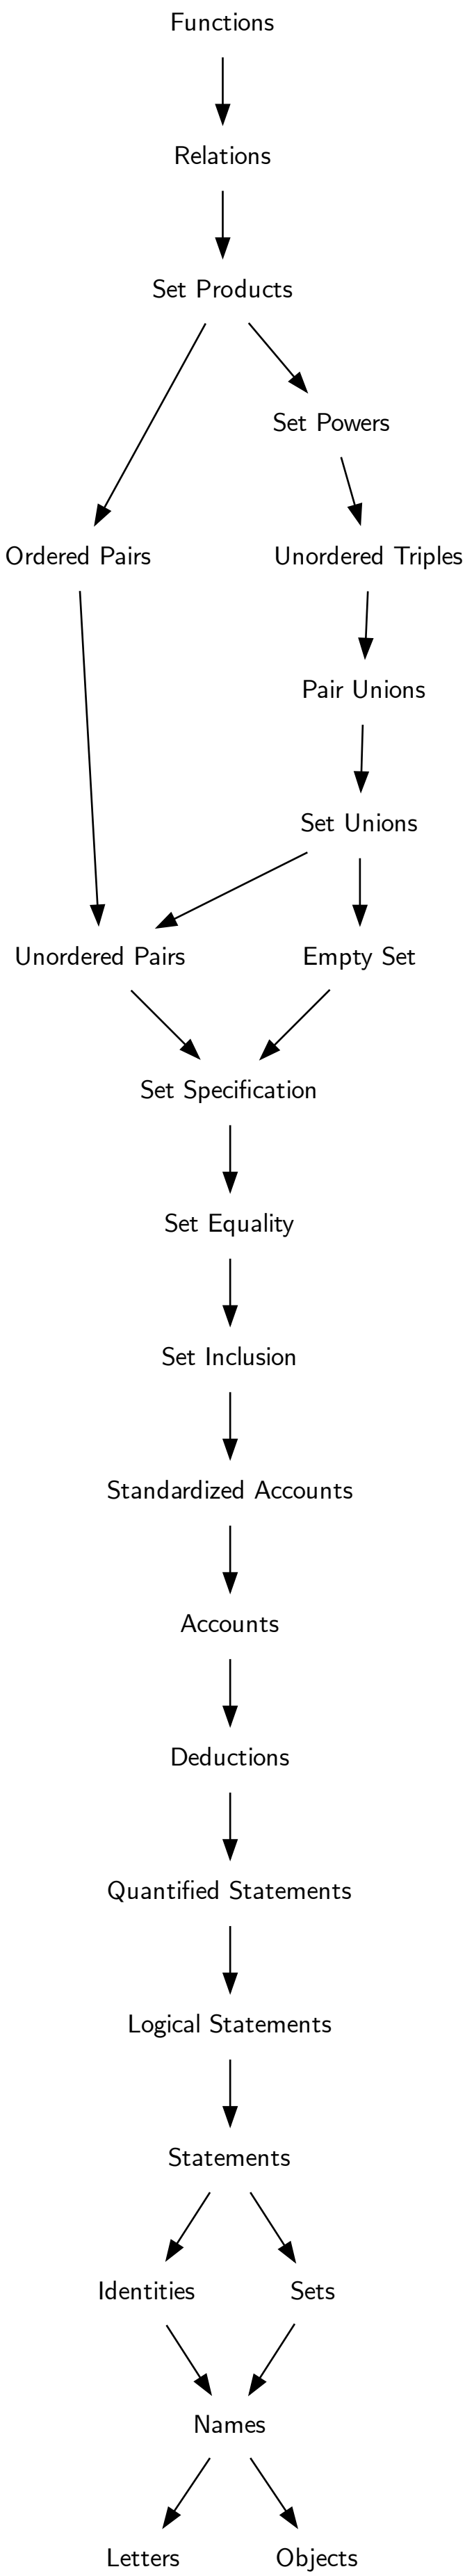 Functions
Relations
Set Products
Set Powers
Ordered Pairs
Unordered Triples
Pair Unions
Set Unions
Unordered Pairs
Empty Set
Set Specification
Set Equality
Set Inclusion
Standardized Accounts
Accounts
Deductions
Quantified Statements
Logical Statements
Statements
Identities
Sets
Names
Letters
Objects